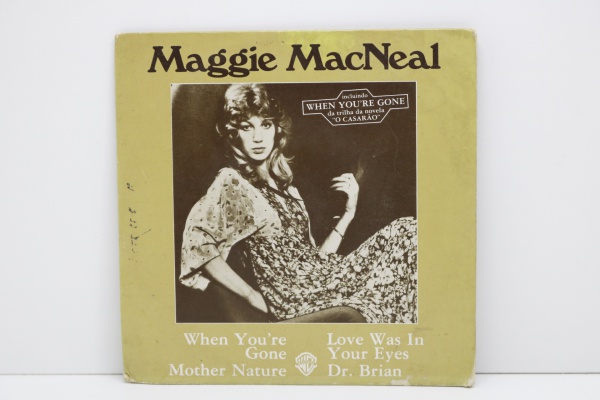 Maggie MacNeal
incluindo
WHEN YOU'RE GONE
da trilha da novela
"O CASARÃO"
When You're
Gone
Mother Nature
Love Was In
Your Eyes
Dr. Brian